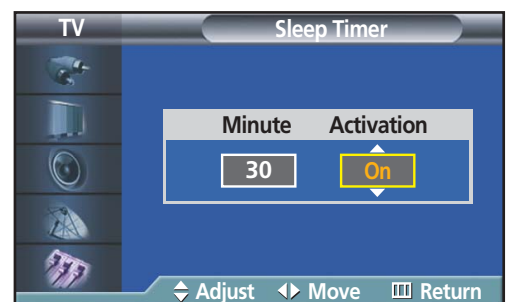 TV
Sleep Timer
Minute Activation
30 On
Adjust Move Return